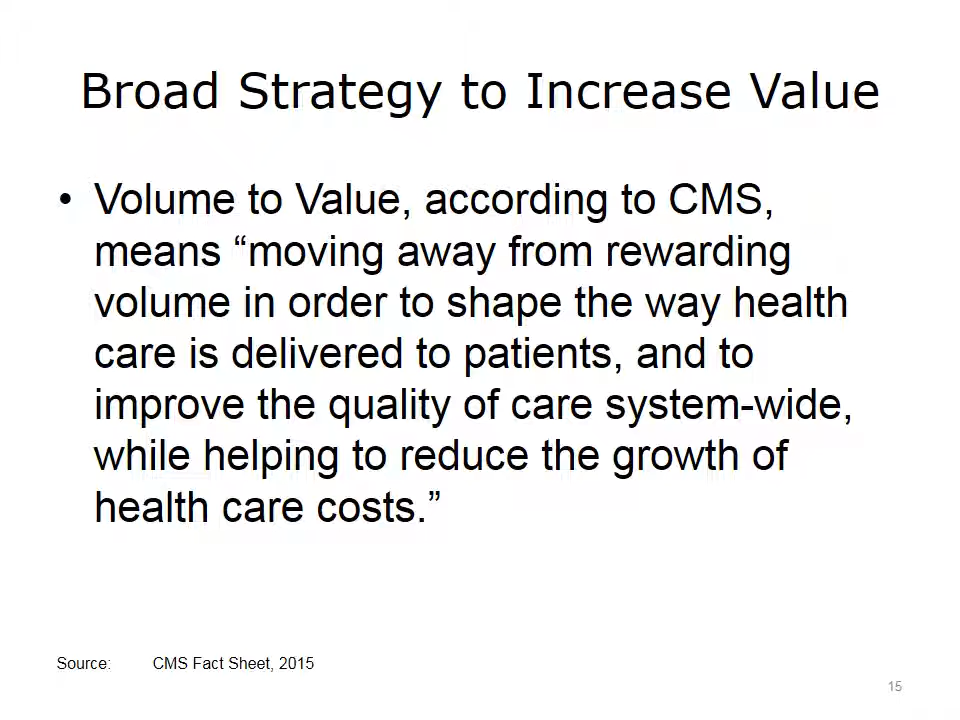 Broad Strategy to Increase Value
• Volume to Value, according to CMS,
means “moving away from rewarding
volume in order to shape the way health
care is delivered to patients, and to
improve the quality of care system-wide,
while helping to reduce the growth of
health care costs.”
Source: CMS Fact Sheet, 2015
15